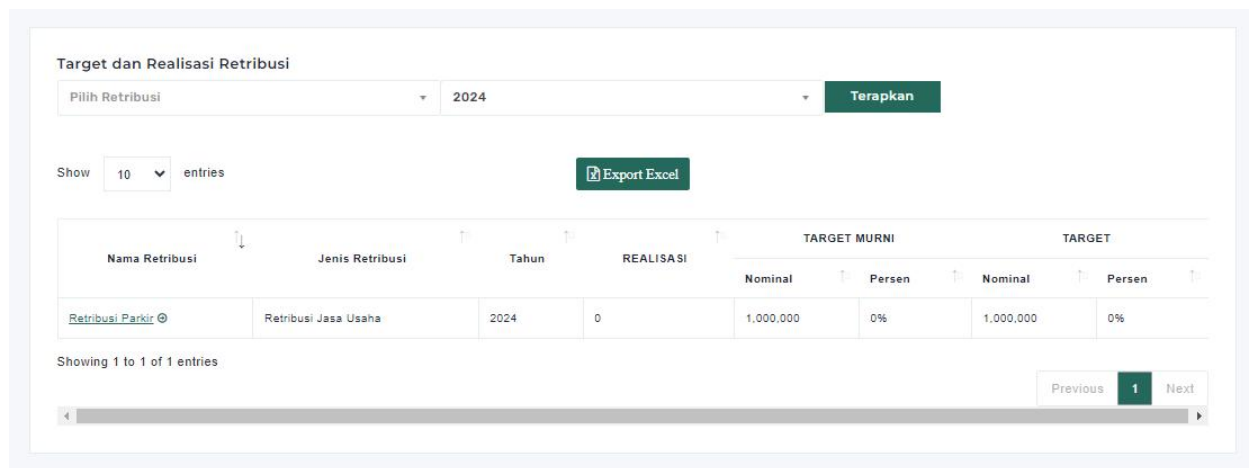 Target dan Realisasi Retribusi
Pilih Retribusi 2024 Terapkan
Show 10 entries Export Excel
Nama Retribusi Jenis Retribusi Tahun REALISASI TARGET MURNI TARGET
Nominal Persen Nominal Persen
Retribusi Parkir Retribusi Jasa Usaha 2024 0 1,000,000 0% 1,000,000 0%
Showing 1 to 1 of 1 entries
Previous 1 Next